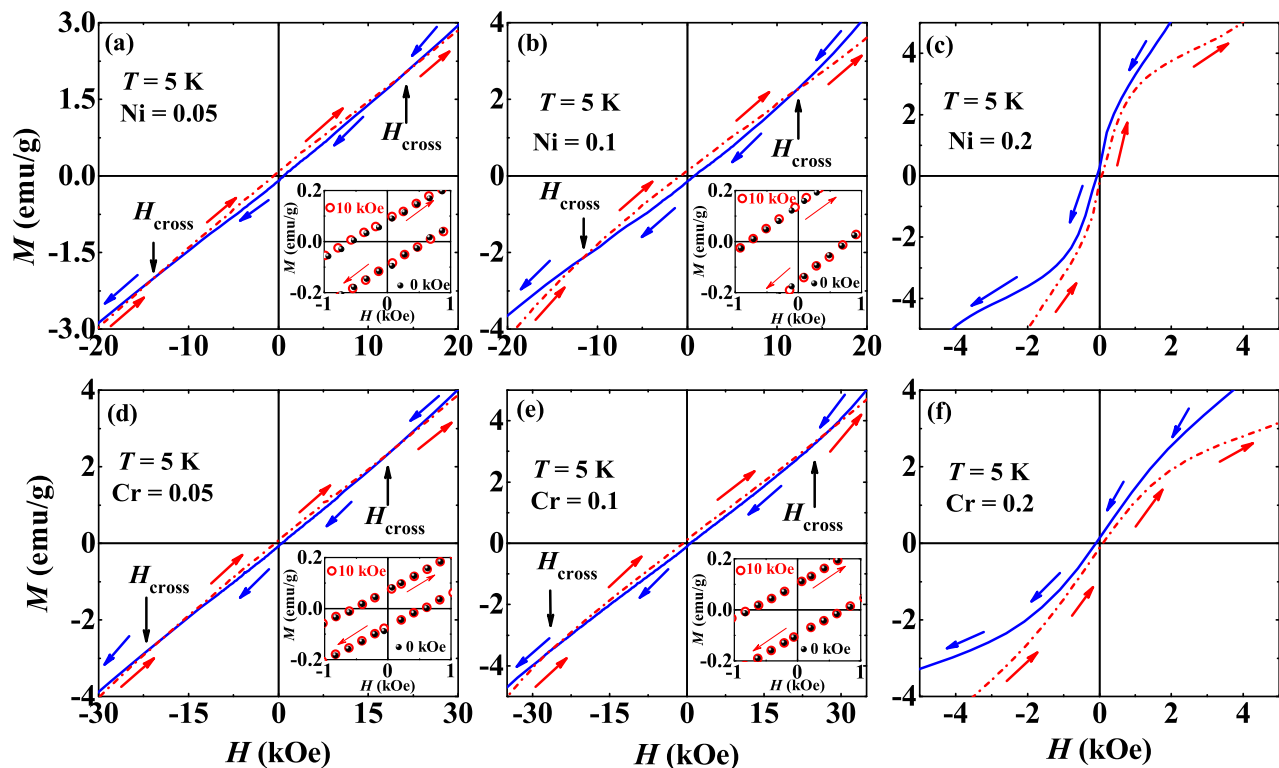 (a)
T = 5 K
Ni = 0.05
H cross
H cross
M (emu/g)
3.0
1.5
0.0
-1.5
-3.0
-20
-10
0
10
20
10 kOe
0 kOe
M (emu/g)
0.2
0.0
-0.2
-1
0
1
H (kOe)
(b)
T = 5 K
Ni = 0.1
H cross
H cross
4
2
0
-2
-4
-20
-10
0
10
20
10 kOe
0 kOe
M (emu/g)
0.2
0.0
-0.2
-1
0
1
H (kOe)
(c)
T = 5 K
Ni = 0.2
4
2
0
-2
-4
-4
-2
0
2
4
(d)
T = 5 K
Cr = 0.05
H cross
H cross
M (emu/g)
4
2
0
-2
-4
-30
-15
0
15
30
H (kOe)
10 kOe
0 kOe
M (emu/g)
0.2
0.0
-0.2
-1
0
1
H (kOe)
(e)
T = 5 K
Cr = 0.1
H cross
H cross
4
2
0
-2
-4
-30
-15
0
15
30
H (kOe)
10 kOe
0 kOe
M (emu/g)
0.2
0.0
-0.2
-1
0
1
H (kOe)
(f)
T = 5 K
Cr = 0.2
4
2
0
-2
-4
-4
-2
0
2
4
H (kOe)